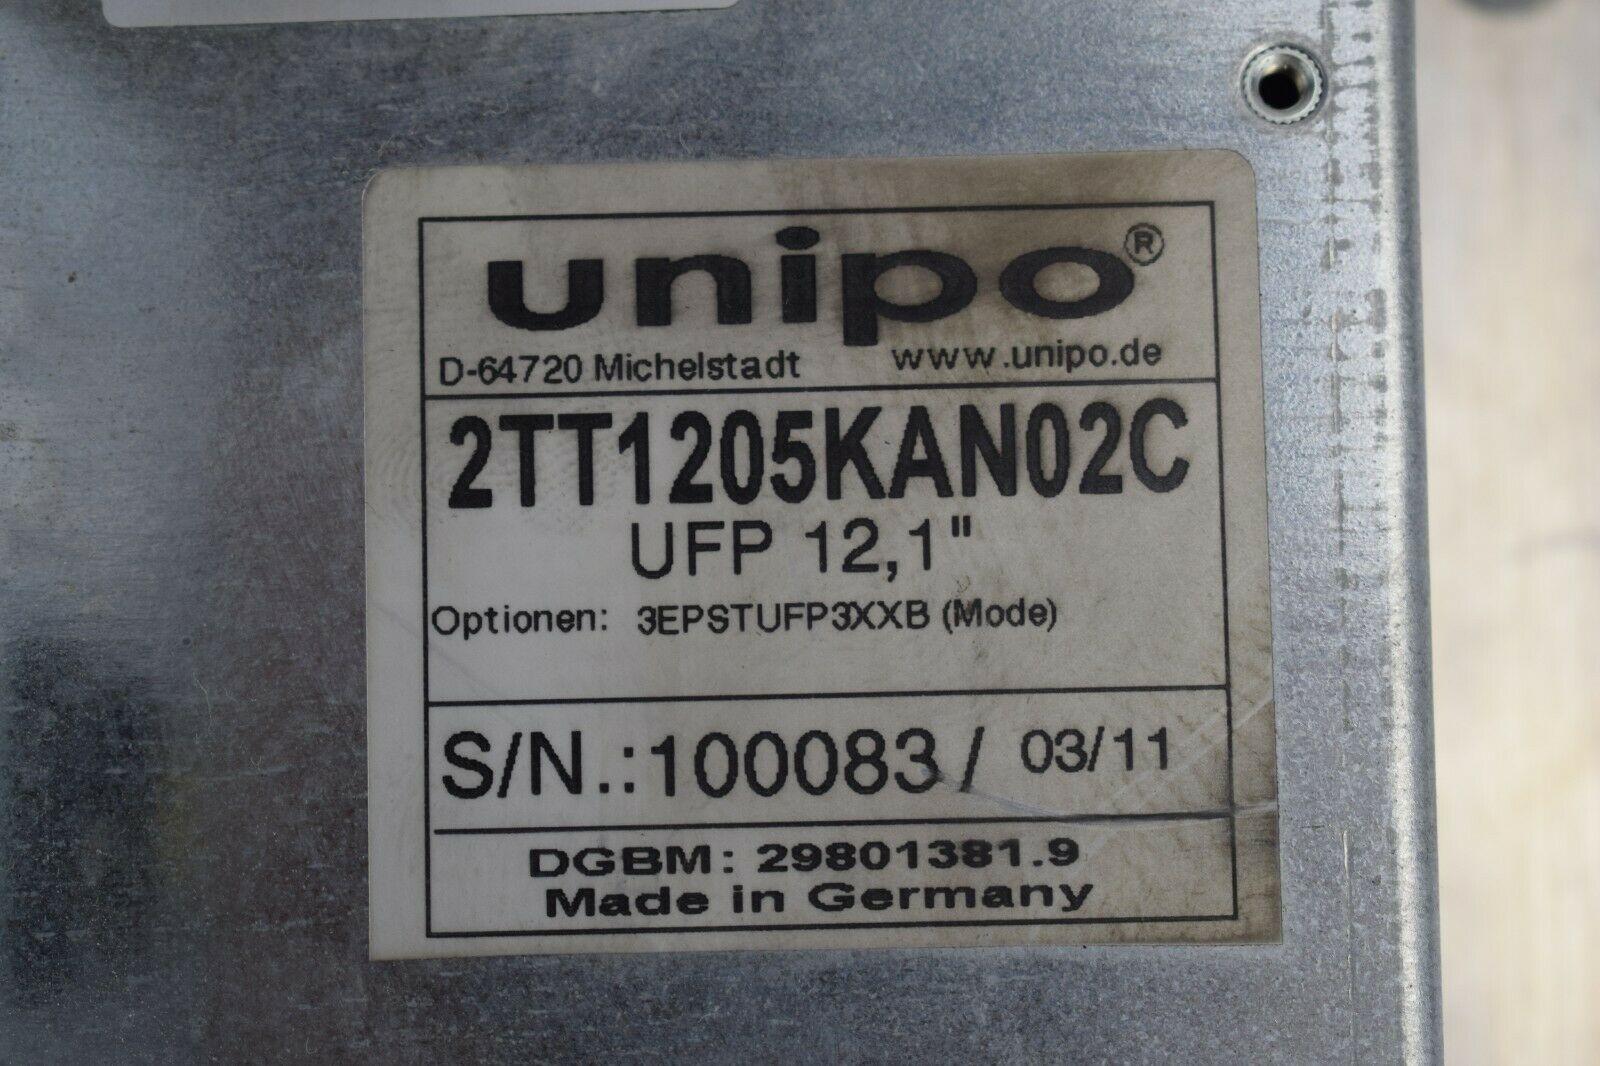 unipo®
D-64720 Michelstadt www.unipo.de
2TT1205KAN02C
UFP 12,1"
Optionen: 3EPSTUFP3XXB (Mode)
S/N.:100083/ 03/11
DGBM: 29801381.9
Made in Germany